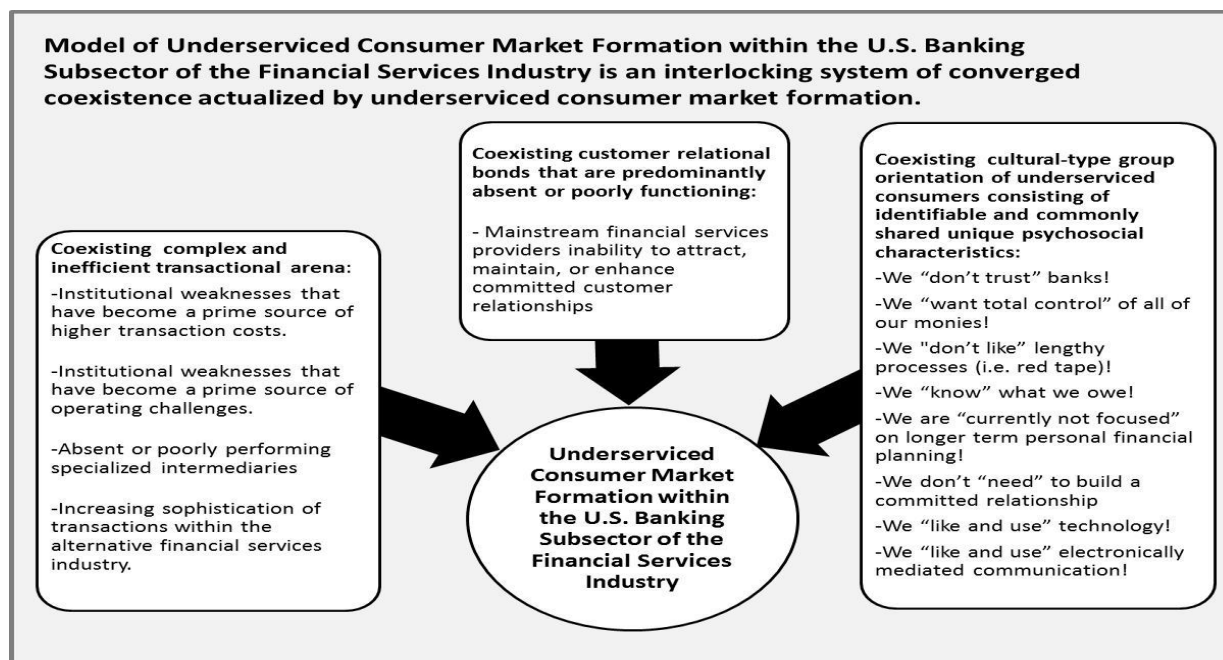 Model of Underserviced Consumer Market Formation within the U.S. Banking
Subsector of the Financial Services Industry is an interlocking system of converged
coexistence actualized by underserviced consumer market formation.
Coexisting complex and
inefficient transactional arena:
-Institutional weaknesses that
have become a prime source of
higher transaction costs.
-Institutional weaknesses that
have become a prime source of
operating challenges.
-Absent or poorly performing
specialized intermediaries
-Increasing sophistication of
transactions within the
alternative financial services
industry.
Coexisting customer relational
bonds that are predominantly
absent or poorly functioning:
- Mainstream financial services
providers inability to attract,
maintain, or enhance
committed customer
relationships
Coexisting cultural-type group
orientation of underserviced
consumers consisting of
identifiable and commonly
shared unique psychosocial
characteristics:
-We “don’t trust” banks!
-We “want total control” of all of
our monies!
-We "don’t like” lengthy
processes (i.e. red tape)!
-We “know” what we owe!
-We are “currently not focused”
on longer term personal financial
planning!
-We don’t “need” to build a
committed relationship
-We “like and use” technology!
-We “like and use” electronically
mediated communication!
Underserviced
Consumer Market
Formation within
the U.S. Banking
Subsector of the
Financial Services
Industry